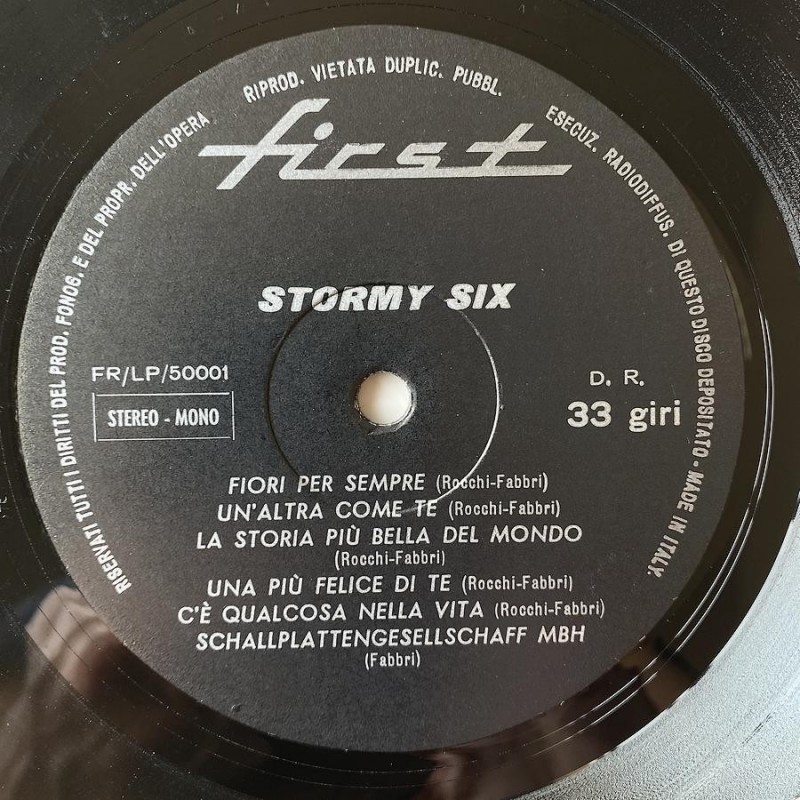 RISERVATI TUTTI I DIRITTI DEL PROD. FONOG. E DEL PROPR. DELL'OPERA
RIPROD. VIETATA DUPLIC. PUBBL.
ESECUZ. RADIODIFFUS. DI QUESTO DISCO DEPOSITATO • MADE IN ITALY.
first
STORMY SIX
FR/LP/50001
STEREO - MONO
D. R.
33 giri
FIORI PER SEMPRE (Rocchi-Fabbri)
UN'ALTRA COME TE (Rocchi-Fabbri)
LA STORIA PIÙ BELLA DEL MONDO
(Rocchi-Fabbri)
UNA PIÙ FELICE DI TE (Rocchi-Fabbri)
C'È QUALCOSA NELLA VITA (Rocchi-Fabbri)
SCHALLPLATTENGESELLSCHAFF MBH
(Fabbri)